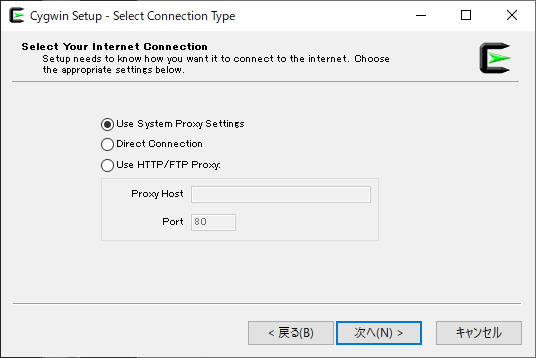 Cygwin Setup - Select Connection Type
Select Your Internet Connection
Setup needs to know how you want it to connect to the internet. Choose
the appropriate settings below.
Use System Proxy Settings
Direct Connection
Use HTTP/FTP Proxy:
Proxy Host
Port 80
< 戻る(B) 次へ(N) > キャンセル